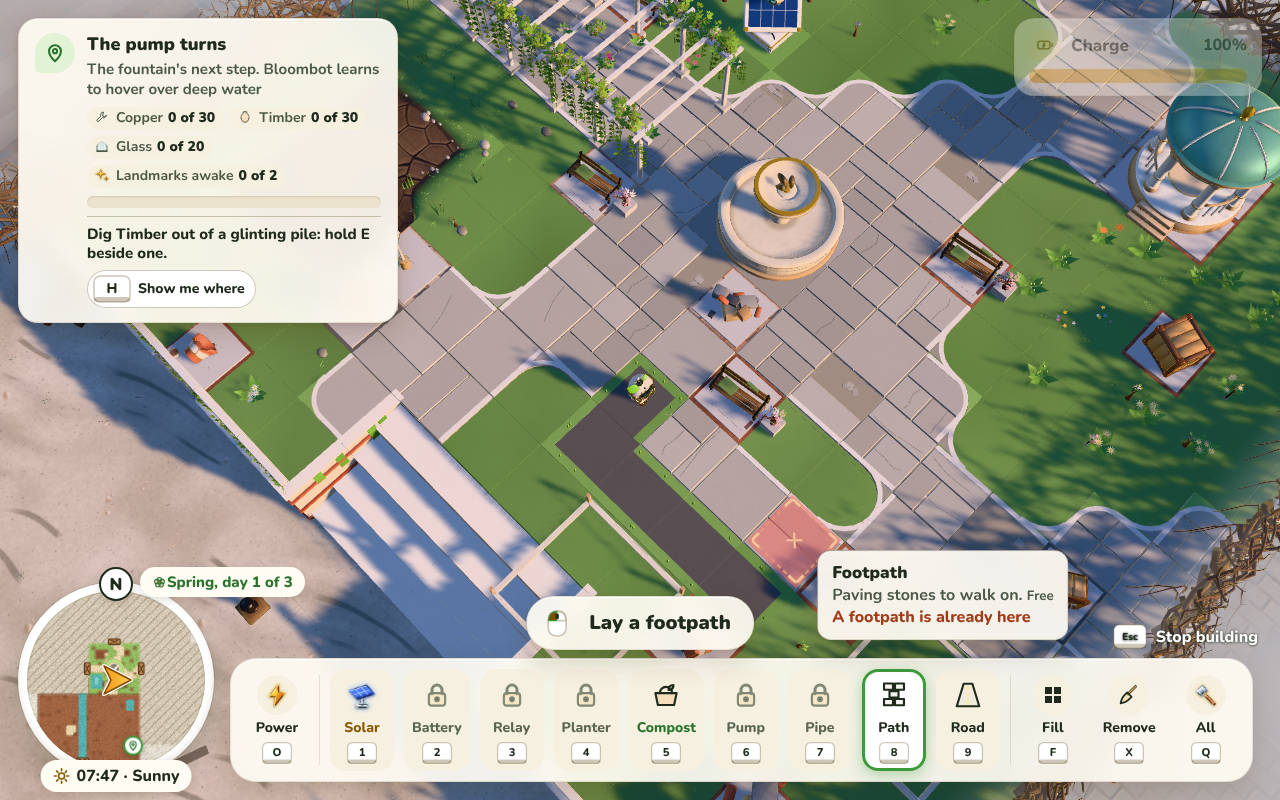 The pump turns
The fountain's next step. Bloombot learns
to hover over deep water
Copper 0 of 30 Timber 0 of 30
Glass 0 of 20
Landmarks awake 0 of 2
Dig Timber out of a glinting pile: hold E
beside one.
H Show me where
Charge 100%
N
Spring, day 1 of 3
07:47 · Sunny
Footpath
Paving stones to walk on. Free
A footpath is already here
Lay a footpath
Esc Stop building
Power Solar Battery Relay Planter Compost Pump Pipe Path Road Fill Remove All
O 1 2 3 4 5 6 7 8 9 F X Q